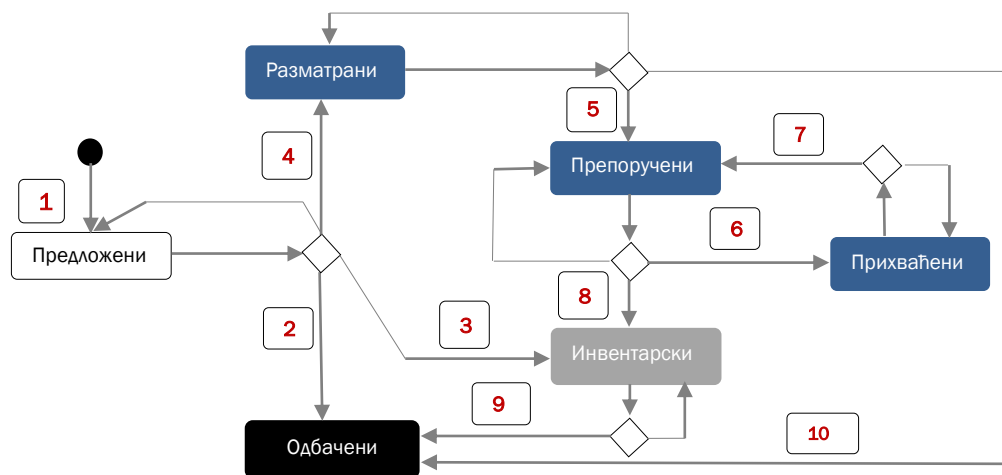 Разматрани
5
7
4
Препоручени
1
6
Предложени
Прихваћени
8
2
3
Инвентарски
9
10
Одбачени